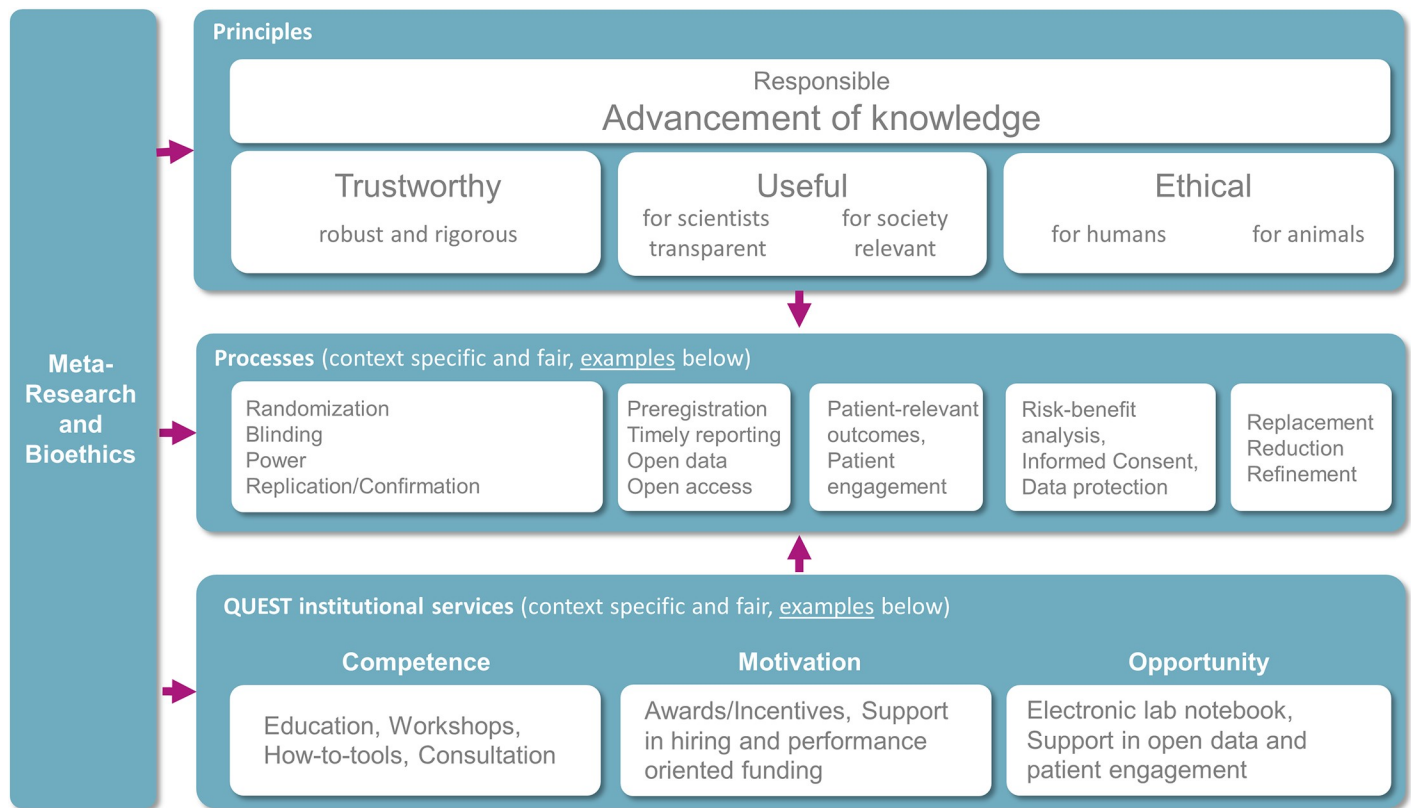 Meta-
Research
and
Bioethics
Principles
Responsible
Advancement of knowledge
Trustworthy
robust and rigorous
Useful
for scientists
transparent
for society
relevant
Ethical
for humans
for animals
Processes (context specific and fair, examples below)
Randomization
Blinding
Power
Replication/Confirmation
Preregistration
Timely reporting
Open data
Open access
Patient-relevant
outcomes,
Patient
engagement
Risk-benefit
analysis,
Informed Consent,
Data protection
Replacement
Reduction
Refinement
QUEST institutional services (context specific and fair, examples below)
Competence
Education, Workshops,
How-to-tools, Consultation
Motivation
Awards/Incentives, Support
in hiring and performance
oriented funding
Opportunity
Electronic lab notebook,
Support in open data and
patient engagement